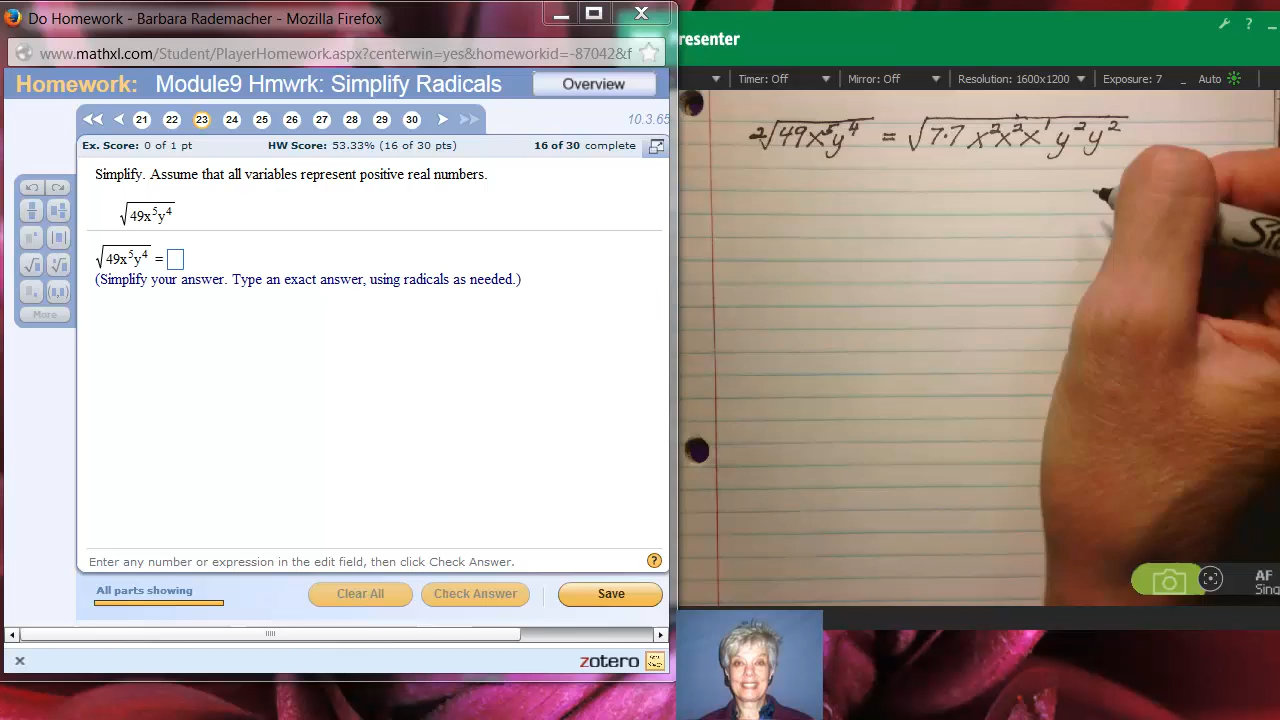 Do Homework - Barbara Rademacher - Mozilla Firefox
www.mathxl.com/Student/PlayerHomework.aspx?centerwin=yes&homeworkid=-87042&f
Homework: Module9 Hmwrk: Simplify Radicals
Overview
21 22 23 24 25 26 27 28 29 30
10.3.65
Ex. Score: 0 of 1 pt
HW Score: 53.33% (16 of 30 pts)
16 of 30 complete
Simplify. Assume that all variables represent positive real numbers.
√49x⁵y⁴
√49x⁵y⁴ =
(Simplify your answer. Type an exact answer, using radicals as needed.)
More
Enter any number or expression in the edit field, then click Check Answer.
?
All parts showing
Clear All
Check Answer
Save
zotero
resenter
?
Timer: Off
Mirror: Off
Resolution: 1600x1200
Exposure: 7
Auto
²√49x⁵y⁴ = √7·7 x²x²x¹y²y²
AF
Sing